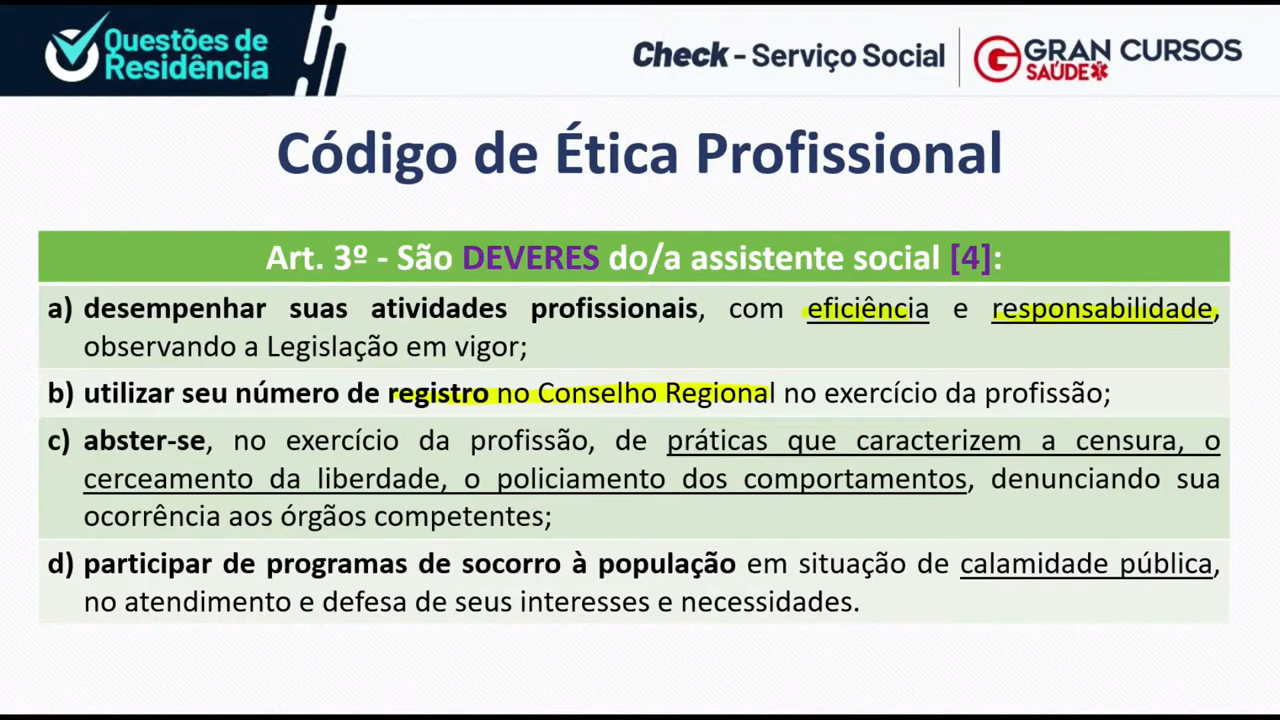 Questões de
Residência
Check - Serviço Social
GRAN CURSOS
SAÚDE
Código de Ética Profissional
Art. 3º - São DEVERES do/a assistente social [4]:
a) desempenhar suas atividades profissionais, com eficiência e responsabilidade,
observando a Legislação em vigor;
b) utilizar seu número de registro no Conselho Regional no exercício da profissão;
c) abster-se, no exercício da profissão, de práticas que caracterizem a censura, o
cerceamento da liberdade, o policiamento dos comportamentos, denunciando sua
ocorrência aos órgãos competentes;
d) participar de programas de socorro à população em situação de calamidade pública,
no atendimento e defesa de seus interesses e necessidades.